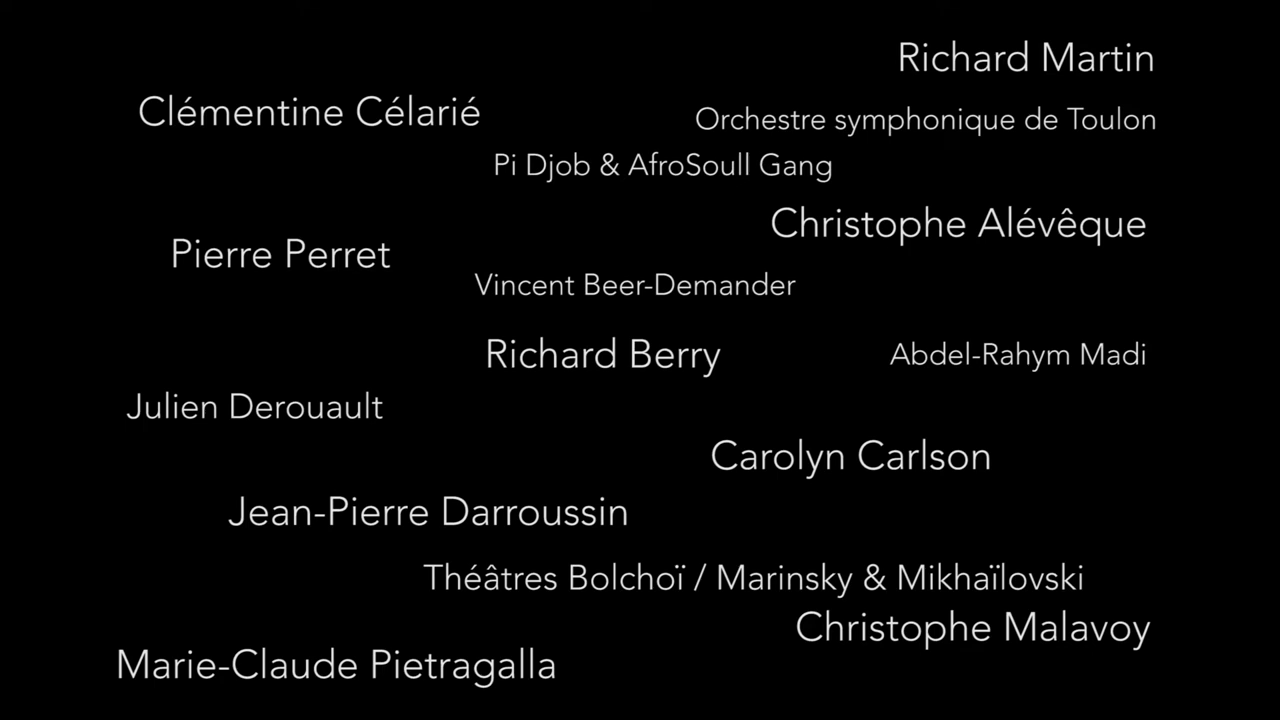 Richard Martin
Clémentine Célarié
Orchestre symphonique de Toulon
Pi Djob & AfroSoull Gang
Christophe Alévêque
Pierre Perret
Vincent Beer-Demander
Richard Berry
Abdel-Rahym Madi
Julien Derouault
Carolyn Carlson
Jean-Pierre Darroussin
Théâtres Bolchoï / Marinsky & Mikhaïlovski
Christophe Malavoy
Marie-Claude Pietragalla